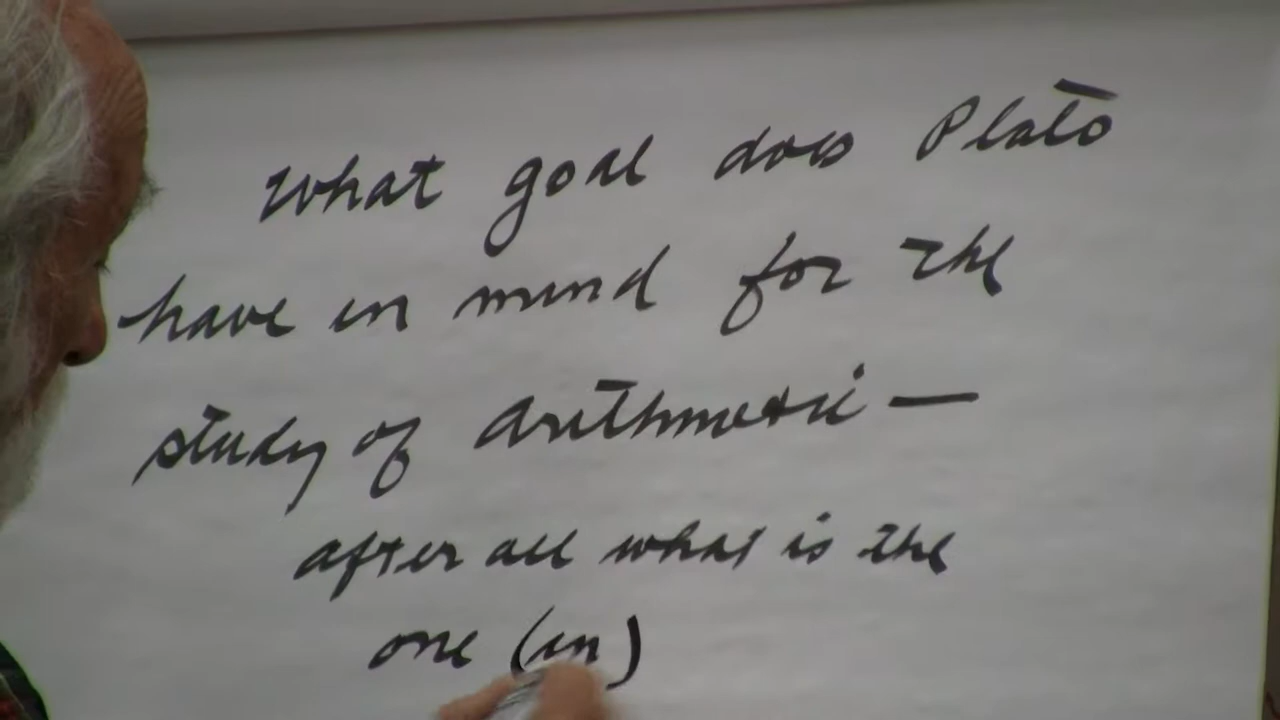 What goal does Plato
have in mind for the
study of arithmetic —
after all what is the
one (en)